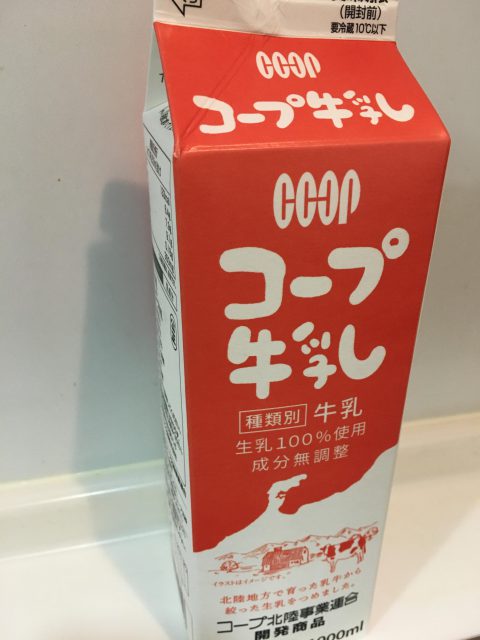 (開封前)
要冷蔵10℃以下
COOP
コープ牛乳
COOP
コープ
牛乳
種類別 牛乳
生乳100%使用
成分無調整
イラストはイメージです。
北陸地方で育った乳牛から
搾った生乳をつめました。
コープ北陸事業連合
開発商品
1000ml